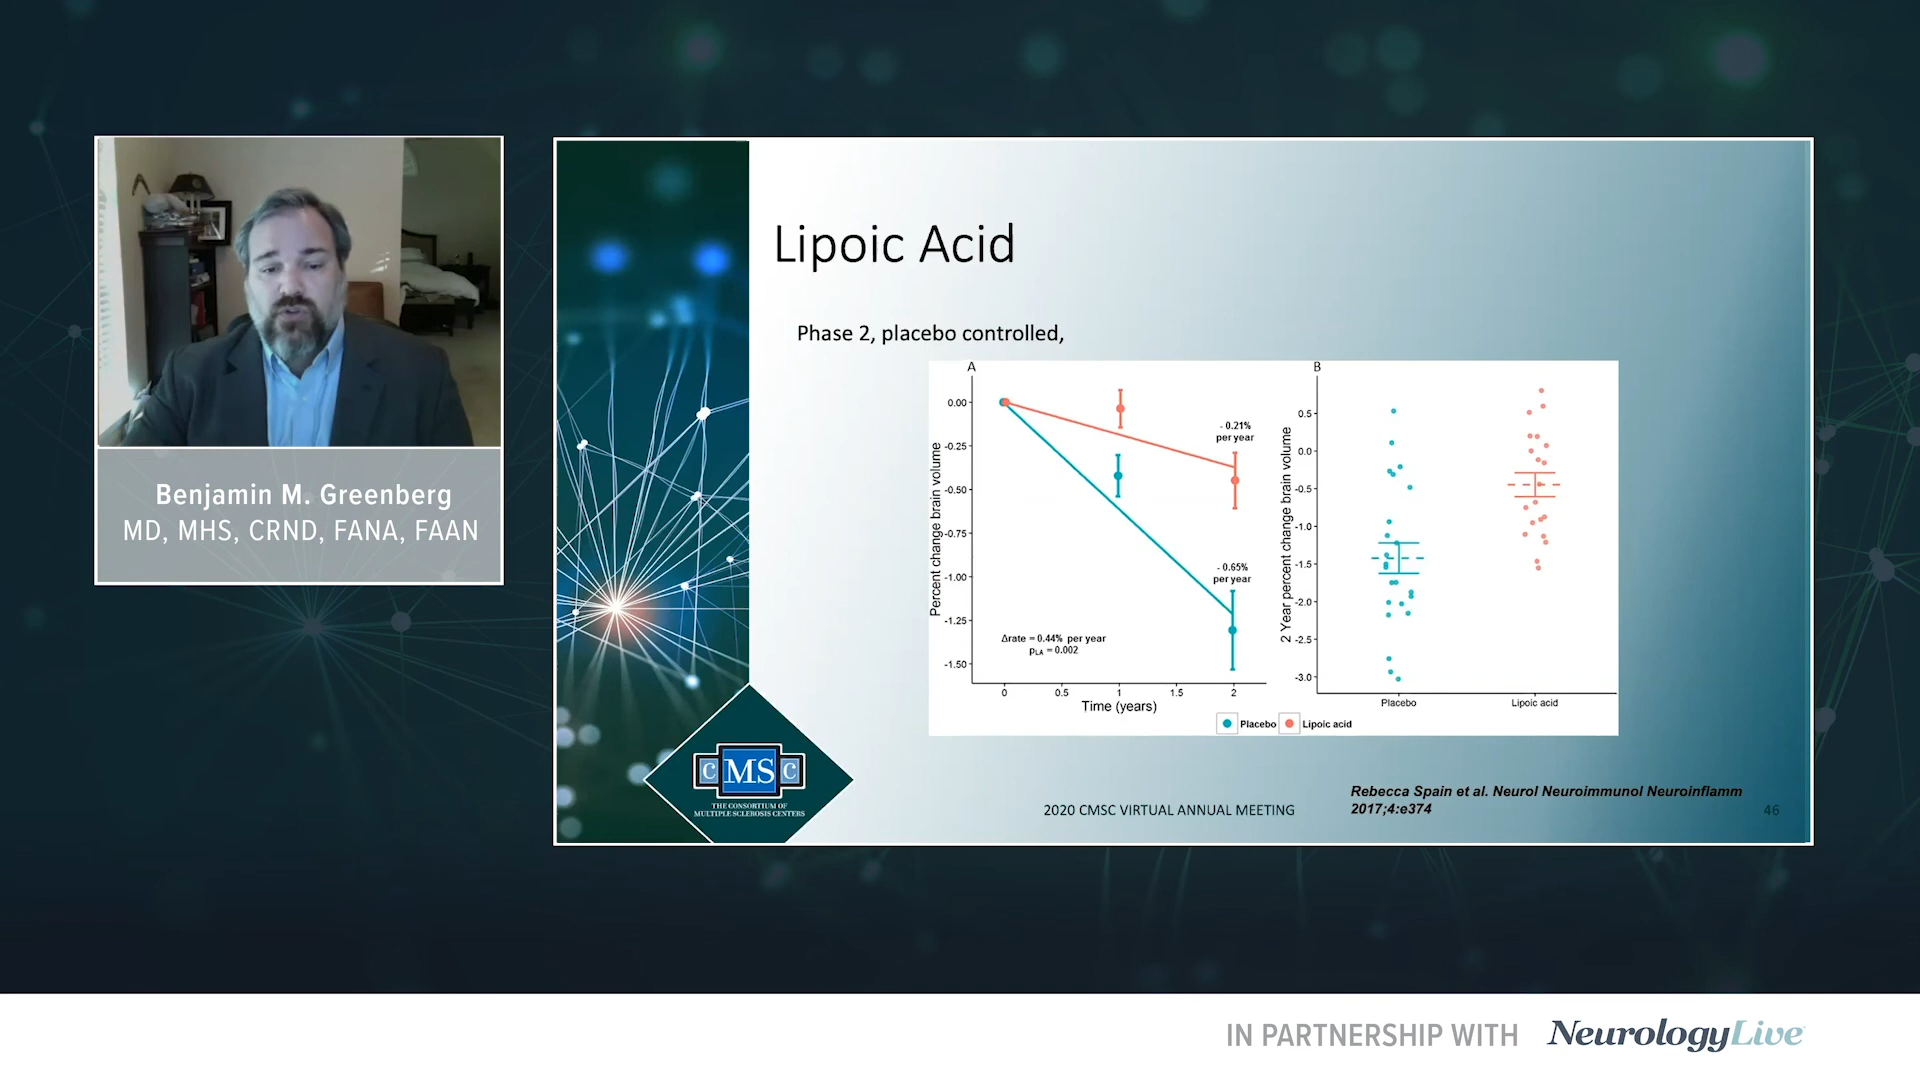 Benjamin M. Greenberg
MD, MHS, CRND, FANA, FAAN
Lipoic Acid
Phase 2, placebo controlled,
A
Percent change brain volume
0.00
-0.25
-0.50
-0.75
-1.00
-1.25
-1.50
- 0.21%
per year
- 0.65%
per year
Δrate = 0.44% per year
pLA = 0.002
0 0.5 1 1.5 2
Time (years)
B
2 Year percent change brain volume
0.5
0.0
-0.5
-1.0
-1.5
-2.0
-2.5
-3.0
Placebo Lipoic acid
Placebo Lipoic acid
C MS C
THE CONSORTIUM OF
MULTIPLE SCLEROSIS CENTERS
2020 CMSC VIRTUAL ANNUAL MEETING
Rebecca Spain et al. Neurol Neuroimmunol Neuroinflamm
2017;4:e374
46
IN PARTNERSHIP WITH NeurologyLive